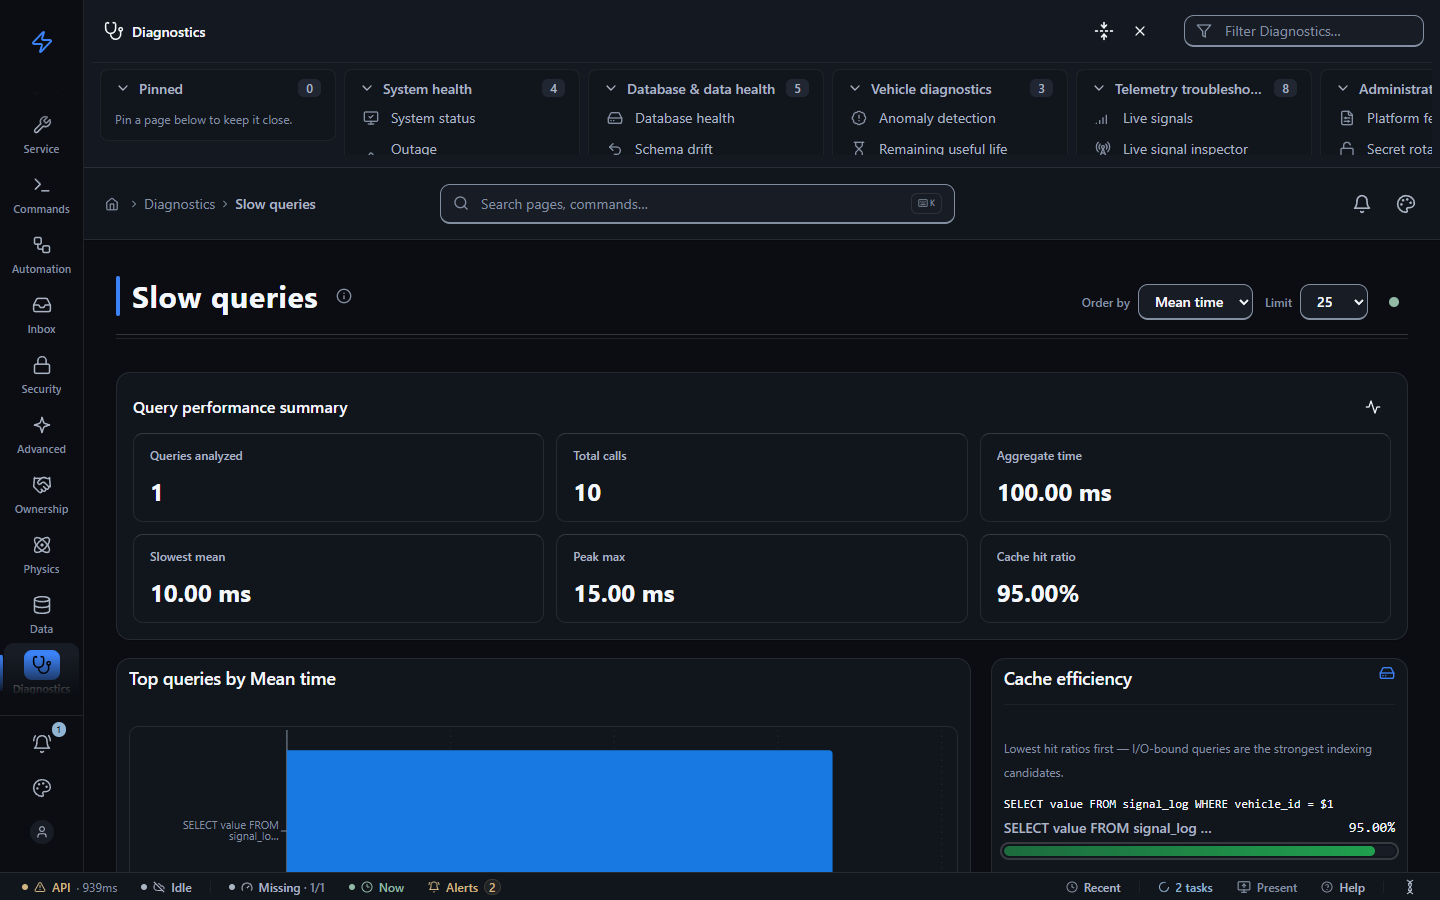 Diagnostics
Filter Diagnostics...
Pinned 0
Pin a page below to keep it close.
System health 4
System status
Outage
Database & data health 5
Database health
Schema drift
Vehicle diagnostics 3
Anomaly detection
Remaining useful life
Telemetry troublesho... 8
Live signals
Live signal inspector
Administrat
Platform fe
Secret rota
Service
Commands
Automation
Inbox
Security
Advanced
Ownership
Physics
Data
Diagnostics
1
Diagnostics
Slow queries
Search pages, commands...
K
Slow queries
Order by Mean time Limit 25
Query performance summary
Queries analyzed
1
Total calls
10
Aggregate time
100.00 ms
Slowest mean
10.00 ms
Peak max
15.00 ms
Cache hit ratio
95.00%
Top queries by Mean time
SELECT value FROM
signal_lo...
Cache efficiency
Lowest hit ratios first — I/O-bound queries are the strongest indexing
candidates.
SELECT value FROM signal_log WHERE vehicle_id = $1
SELECT value FROM signal_log ... 95.00%
API · 939ms
Idle
Missing · 1/1
Now
Alerts 2
Recent
2 tasks
Present
Help